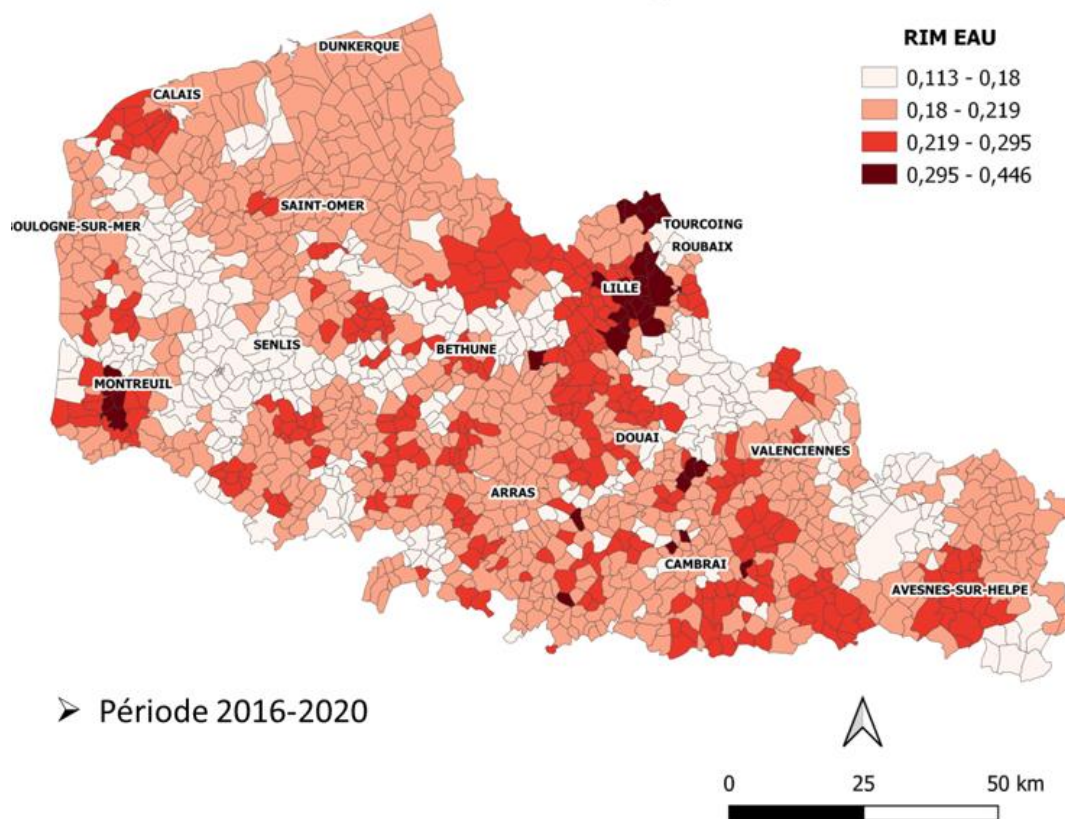 DUNKERQUE
RIM EAU
0,113 - 0,18
0,18 - 0,219
0,219 - 0,295
0,295 - 0,446
CALAIS
SAINT-OMER
OULOGNE-SUR-MER
TOURCOING
ROUBAIX
LILLE
SENLIS
BETHUNE
MONTREUIL
DOUAI
VALENCIENNES
ARRAS
CAMBRAI
AVESNES-SUR-HELPE
Période 2016-2020
0 25 50 km